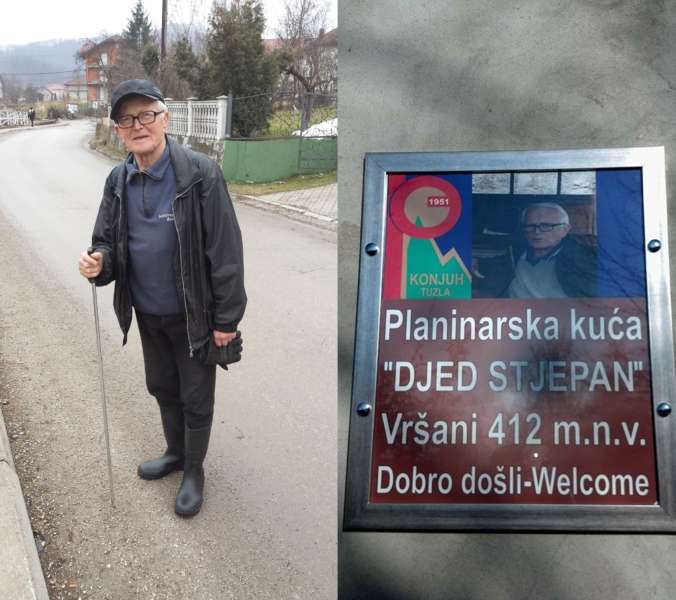 1951
KONJUH
TUZLA
Planinarska kuća
"DJED STJEPAN"
Vršani 412 m.n.v.
Dobro došli-Welcome